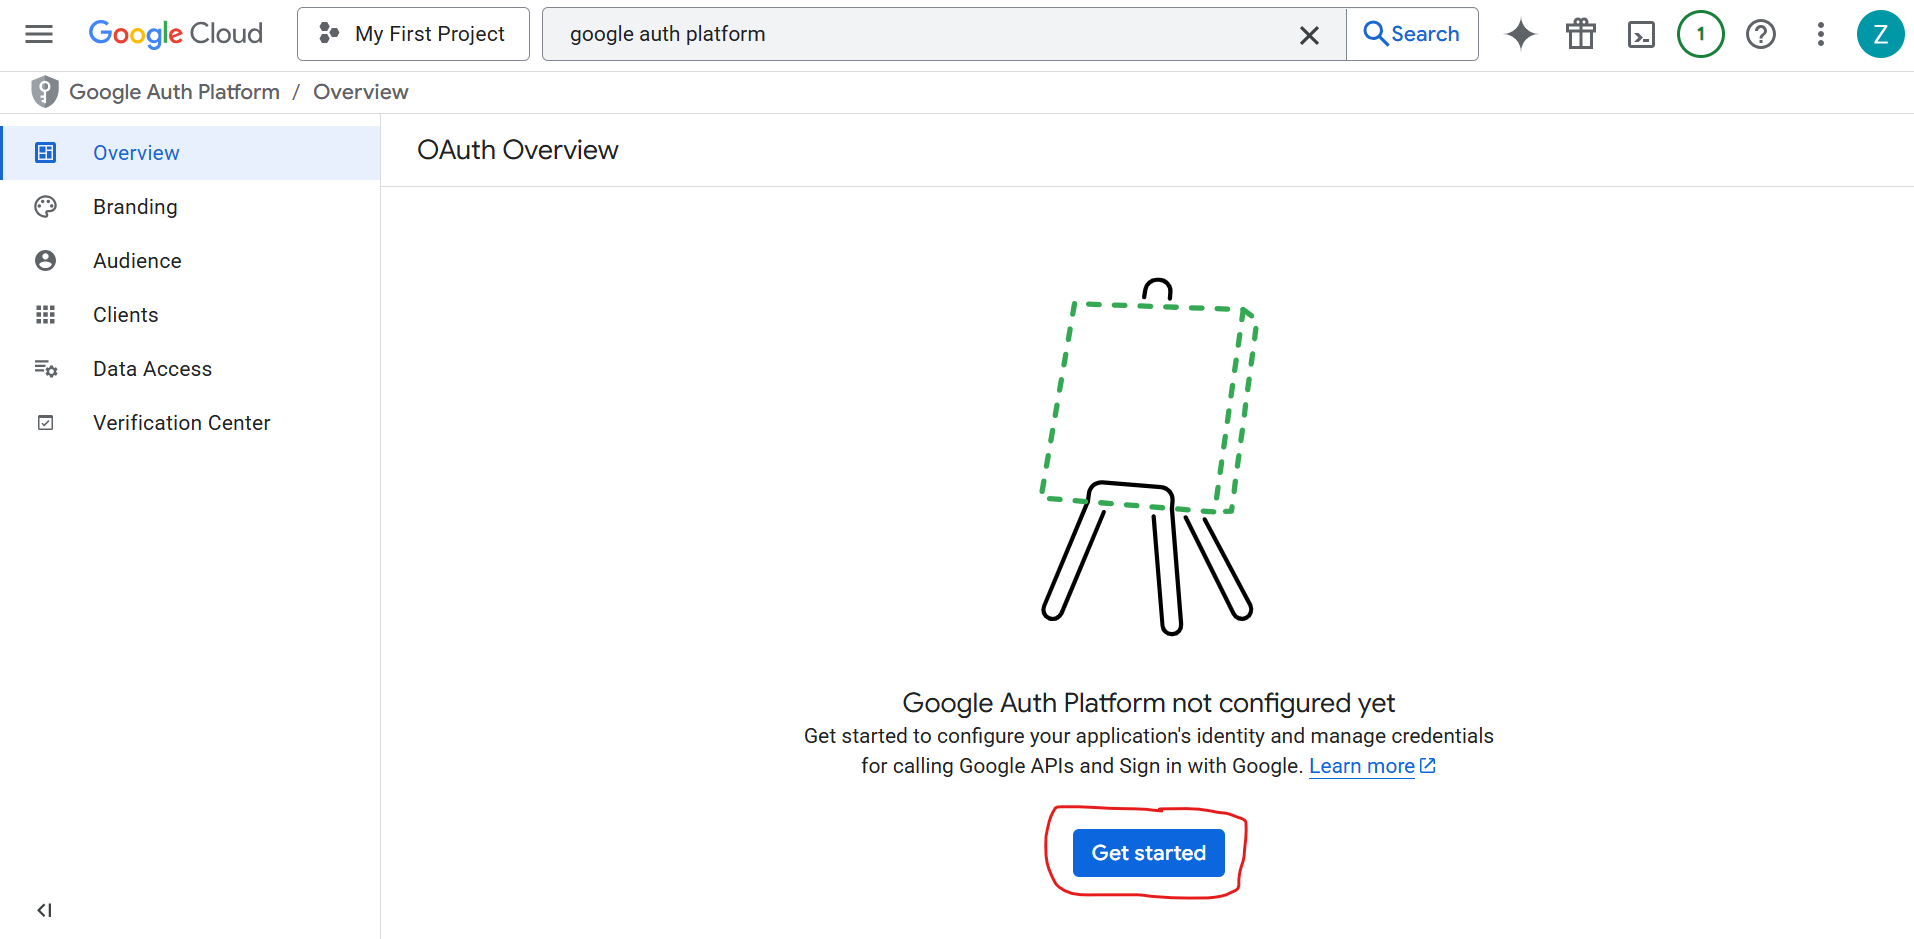 Google Cloud
My First Project
google auth platform
Search
1
Z
Google Auth Platform / Overview
Overview
Branding
Audience
Clients
Data Access
Verification Center
OAuth Overview
Google Auth Platform not configured yet
Get started to configure your application's identity and manage credentials
for calling Google APIs and Sign in with Google. Learn more
Get started